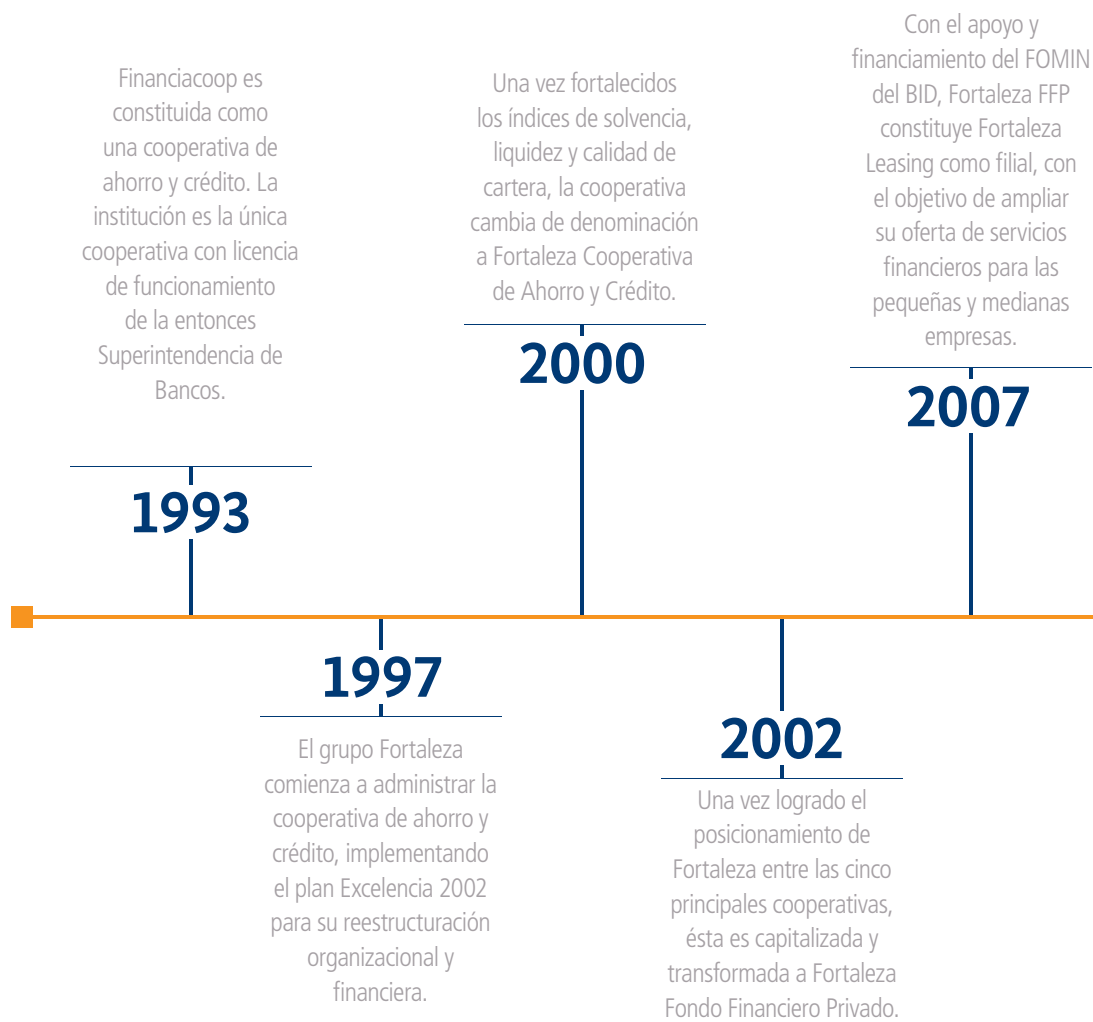 Financiacoop es
constituida como
una cooperativa de
ahorro y crédito. La
institución es la única
cooperativa con licencia
de funcionamiento
de la entonces
Superintendencia de
Bancos.
1993
El grupo Fortaleza
comienza a administrar la
cooperativa de ahorro y
crédito, implementando
el plan Excelencia 2002
para su reestructuración
organizacional y
financiera.
1997
Una vez fortalecidos
los índices de solvencia,
liquidez y calidad de
cartera, la cooperativa
cambia de denominación
a Fortaleza Cooperativa
de Ahorro y Crédito.
2000
2002
Una vez logrado el
posicionamiento de
Fortaleza entre las cinco
principales cooperativas,
ésta es capitalizada y
transformada a Fortaleza
Fondo Financiero Privado.
Con el apoyo y
financiamiento del FOMIN
del BID, Fortaleza FFP
constituye Fortaleza
Leasing como filial, con
el objetivo de ampliar
su oferta de servicios
financieros para las
pequeñas y medianas
empresas.
2007